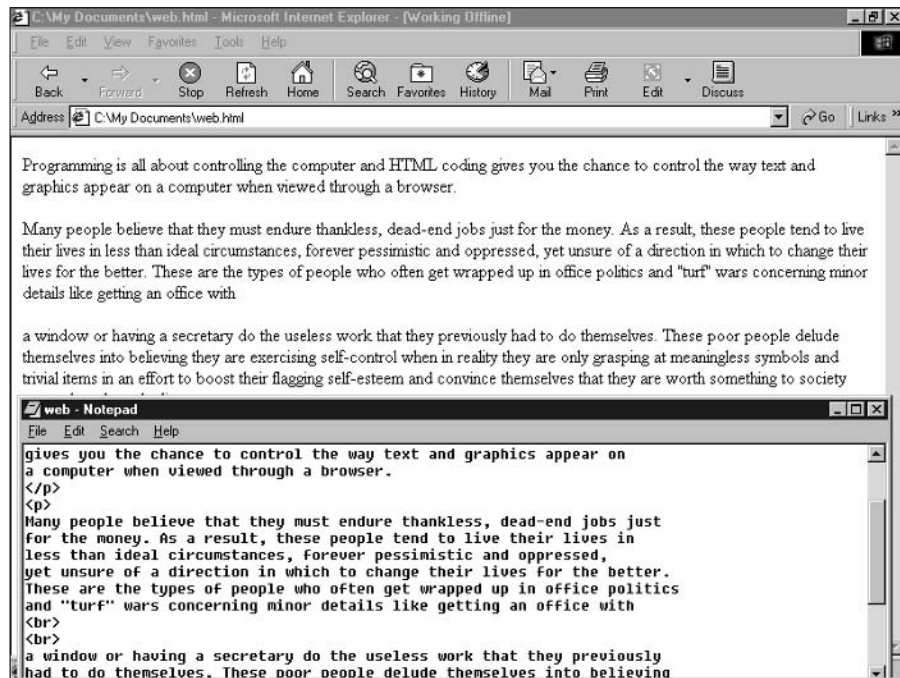 C:\My Documents\web.html - Microsoft Internet Explorer - [Working Offline]
File Edit View Favorites Tools Help
Back Forward Stop Refresh Home Search Favorites History Mail Print Edit Discuss
Address C:\My Documents\web.html Go Links »
Programming is all about controlling the computer and HTML coding gives you the chance to control the way text and
graphics appear on a computer when viewed through a browser.
Many people believe that they must endure thankless, dead-end jobs just for the money. As a result, these people tend to live
their lives in less than ideal circumstances, forever pessimistic and oppressed, yet unsure of a direction in which to change their
lives for the better. These are the types of people who often get wrapped up in office politics and "turf" wars concerning minor
details like getting an office with
a window or having a secretary do the useless work that they previously had to do themselves. These poor people delude
themselves into believing they are exercising self-control when in reality they are only grasping at meaningless symbols and
trivial items in an effort to boost their flagging self-esteem and convince themselves that they are worth something to society
web - Notepad
File Edit Search Help
gives you the chance to control the way text and graphics appear on
a computer when viewed through a browser.
</p>
<p>
Many people believe that they must endure thankless, dead-end jobs just
for the money. As a result, these people tend to live their lives in
less than ideal circumstances, forever pessimistic and oppressed,
yet unsure of a direction in which to change their lives for the better.
These are the types of people who often get wrapped up in office politics
and "turf" wars concerning minor details like getting an office with
<br>
<br>
a window or having a secretary do the useless work that they previously
had to do themselves. These poor people delude themselves into believing